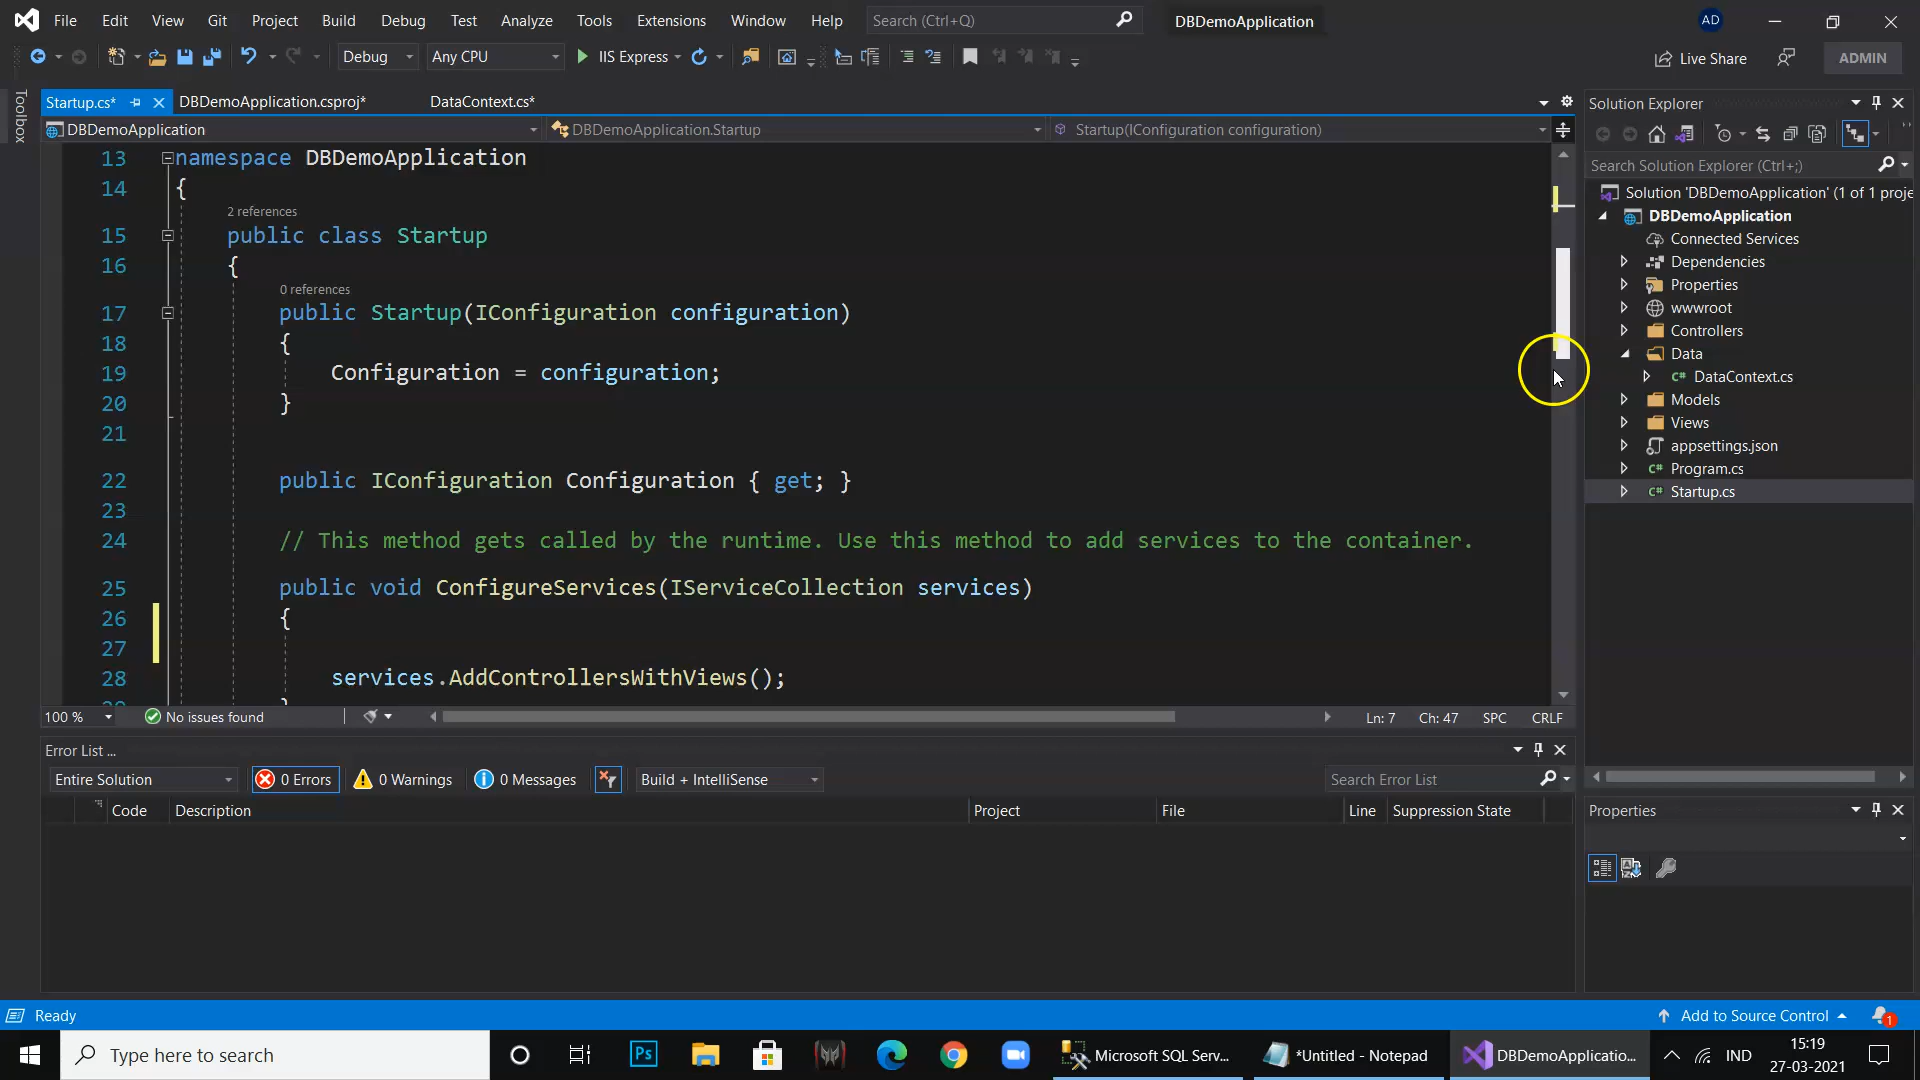 File Edit View Git Project Build Debug Test Analyze Tools Extensions Window Help Search (Ctrl+Q) DBDemoApplication AD
Debug Any CPU IIS Express Live Share ADMIN
Toolbox
Startup.cs* DBDemoApplication.csproj* DataContext.cs*
DBDemoApplication DBDemoApplication.Startup Startup(IConfiguration configuration)
13 namespace DBDemoApplication
14 {
2 references
15 public class Startup
16 {
0 references
17 public Startup(IConfiguration configuration)
18 {
19 Configuration = configuration;
20 }
21
22 public IConfiguration Configuration { get; }
23
24 // This method gets called by the runtime. Use this method to add services to the container.
25 public void ConfigureServices(IServiceCollection services)
26 {
27
28 services.AddControllersWithViews();
100 % No issues found Ln: 7 Ch: 47 SPC CRLF
Error List ...
Entire Solution 0 Errors 0 Warnings 0 Messages Build + IntelliSense Search Error List
Code Description Project File Line Suppression State
Solution Explorer
Search Solution Explorer (Ctrl+;)
Solution 'DBDemoApplication' (1 of 1 proje
DBDemoApplication
Connected Services
Dependencies
Properties
wwwroot
Controllers
Data
C# DataContext.cs
Models
Views
appsettings.json
C# Program.cs
C# Startup.cs
Properties
Ready Add to Source Control 1
Type here to search Ps Microsoft SQL Serv... *Untitled - Notepad DBDemoApplicatio... IND 15:19
27-03-2021